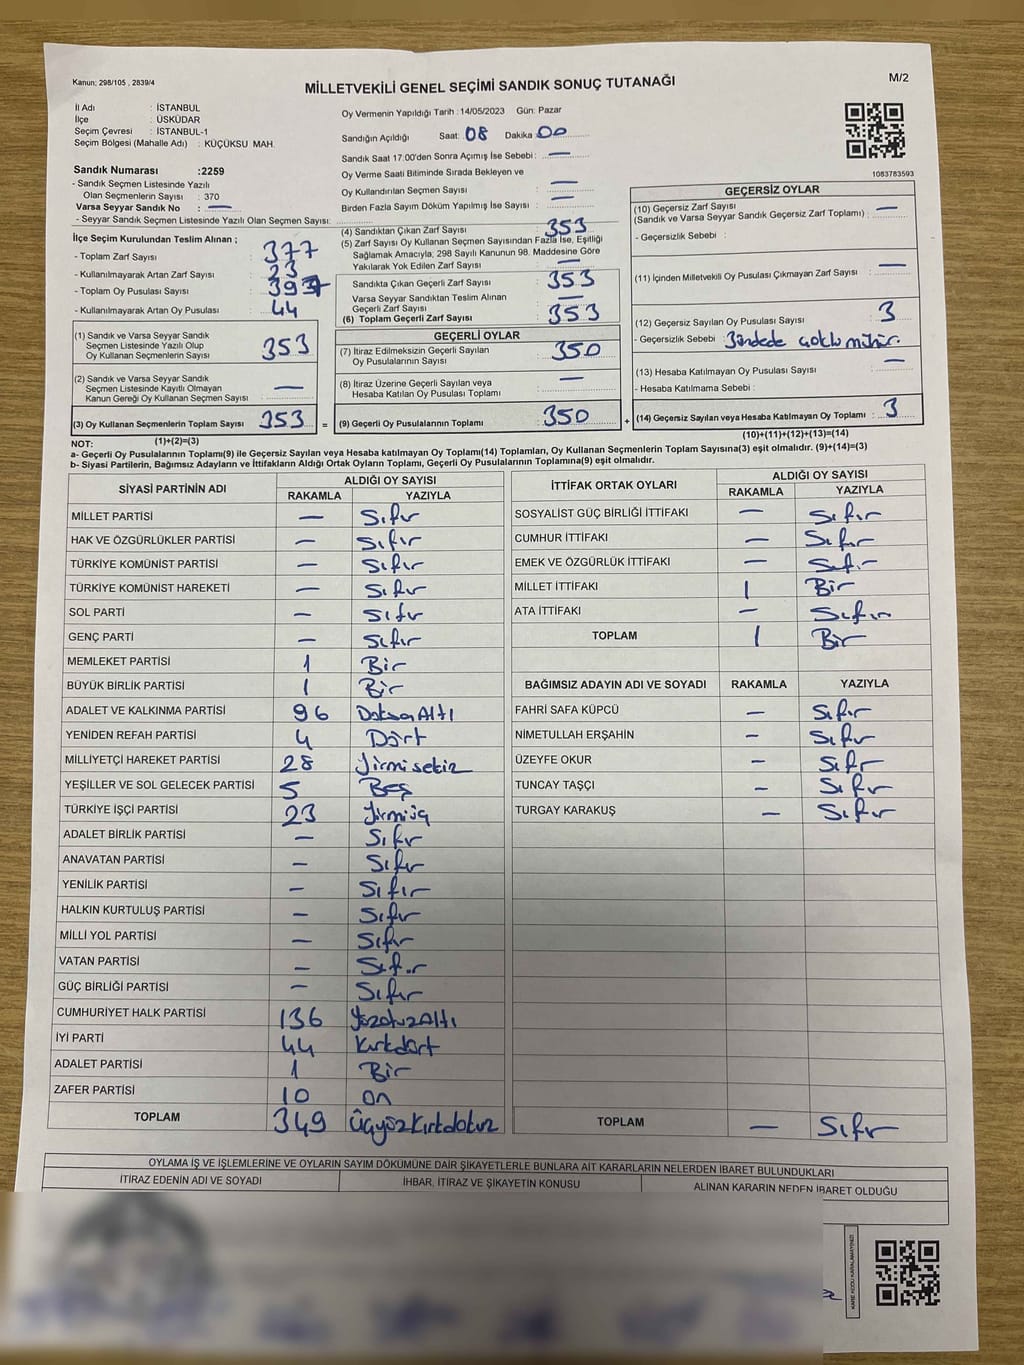 Kanun; 298/105 , 2839/4
MİLLETVEKİLİ GENEL SEÇİMİ SANDIK SONUÇ TUTANAĞI
M/2
İl Adı : İSTANBUL
İlçe : ÜSKÜDAR
Seçim Çevresi : İSTANBUL-1
Seçim Bölgesi (Mahalle Adı) : KÜÇÜKSU MAH.
Sandık Numarası :2259
- Sandık Seçmen Listesinde Yazılı
Olan Seçmenlerin Sayısı : 370
Varsa Seyyar Sandık No : —
- Seyyar Sandık Seçmen Listesinde Yazılı Olan Seçmen Sayısı:
Oy Vermenin Yapıldığı Tarih : 14/05/2023 Gün: Pazar
Sandığın Açıldığı Saat: 08 Dakika : 00
Sandık Saat 17:00'den Sonra Açımış İse Sebebi : —
Oy Verme Saati Bitiminde Sırada Bekleyen ve
Oy Kullandırılan Seçmen Sayısı : —
Birden Fazla Sayım Döküm Yapılmış İse Sayısı : —
1083783593
İlçe Seçim Kurulundan Teslim Alınan ;
- Toplam Zarf Sayısı : 377
- Kullanılmayarak Artan Zarf Sayısı : 23
- Toplam Oy Pusulası Sayısı :
- Kullanılmayarak Artan Oy Pusulası : 44
(4) Sandıktan Çıkan Zarf Sayısı : 353
(5) Zarf Sayısı Oy Kullanan Seçmen Sayısından Fazla İse, Eşitliği
Sağlamak Amacıyla, 298 Sayılı Kanunun 98. Maddesine Göre
Yakılarak Yok Edilen Zarf Sayısı : —
Sandıkta Çıkan Geçerli Zarf Sayısı : 353
Varsa Seyyar Sandıktan Teslim Alınan
Geçerli Zarf Sayısı : —
(6) Toplam Geçerli Zarf Sayısı : 353
GEÇERSİZ OYLAR
(10) Geçersiz Zarf Sayısı : —
(Sandık ve Varsa Seyyar Sandık Geçersiz Zarf Toplamı)
- Geçersizlik Sebebi :
(11) İçinden Milletvekili Oy Pusulası Çıkmayan Zarf Sayısı : —
(12) Geçersiz Sayılan Oy Pusulası Sayısı : 3
- Geçersizlik Sebebi : 3ündede çoklu mühür.
(13) Hesaba Katılmayan Oy Pusulası Sayısı : —
- Hesaba Katılmama Sebebi :
(14) Geçersiz Sayılan veya Hesaba Katılmayan Oy Toplamı : 3
(10)+(11)+(12)+(13)=(14)
(1) Sandık ve Varsa Seyyar Sandık
Seçmen Listesinde Yazılı Olup
Oy Kullanan Seçmenlerin Sayısı : 353
(2) Sandık ve Varsa Seyyar Sandık
Seçmen Listesinde Kayıtlı Olmayan
Kanun Gereği Oy Kullanan Seçmen Sayısı : —
(3) Oy Kullanan Seçmenlerin Toplam Sayısı : 353 =
(1)+(2)=(3)
GEÇERLİ OYLAR
(7) İtiraz Edilmeksizin Geçerli Sayılan
Oy Pusulalarının Sayısı : 350
(8) İtiraz Üzerine Geçerli Sayılan veya
Hesaba Katılan Oy Pusulası Toplamı : —
(9) Geçerli Oy Pusulalarının Toplamı : 350 +
NOT:
a- Geçerli Oy Pusulalarının Toplamı(9) ile Geçersiz Sayılan veya Hesaba katılmayan Oy Toplamı(14) Toplamları, Oy Kullanan Seçmenlerin Toplam Sayısına(3) eşit olmalıdır. (9)+(14)=(3)
b- Siyasi Partilerin, Bağımsız Adayların ve İttifakların Aldığı Ortak Oyların Toplamı, Geçerli Oy Pusulalarının Toplamına(9) eşit olmalıdır.
SİYASİ PARTİNİN ADI ALDIĞI OY SAYISI
RAKAMLA YAZIYLA
MİLLET PARTİSİ — Sıfır
HAK VE ÖZGÜRLÜKLER PARTİSİ — Sıfır
TÜRKİYE KOMÜNİST PARTİSİ — Sıfır
TÜRKİYE KOMÜNİST HAREKETİ — Sıfır
SOL PARTİ — Sıfır
GENÇ PARTİ — Sıfır
MEMLEKET PARTİSİ 1 Bir
BÜYÜK BİRLİK PARTİSİ 1 Bir
ADALET VE KALKINMA PARTİSİ 96 Doksan Altı
YENİDEN REFAH PARTİSİ 4 Dört
MİLLİYETÇİ HAREKET PARTİSİ 28 Yirmi sekiz
YEŞİLLER VE SOL GELECEK PARTİSİ 5 Beş
TÜRKİYE İŞÇİ PARTİSİ 23 Yirmi üç
ADALET BİRLİK PARTİSİ — Sıfır
ANAVATAN PARTİSİ — Sıfır
YENİLİK PARTİSİ — Sıfır
HALKIN KURTULUŞ PARTİSİ — Sıfır
MİLLİ YOL PARTİSİ — Sıfır
VATAN PARTİSİ — Sıfır
GÜÇ BİRLİĞİ PARTİSİ — Sıfır
CUMHURİYET HALK PARTİSİ 136 Yüzotuz Altı
İYİ PARTİ 44 Kırkdört
ADALET PARTİSİ 1 Bir
ZAFER PARTİSİ 10 On
TOPLAM 349 Üçyüz Kırkdokuz
İTTİFAK ORTAK OYLARI ALDIĞI OY SAYISI
RAKAMLA YAZIYLA
SOSYALİST GÜÇ BİRLİĞİ İTTİFAKI — Sıfır
CUMHUR İTTİFAKI — Sıfır
EMEK VE ÖZGÜRLÜK İTTİFAKI — Sıfır
MİLLET İTTİFAKI 1 Bir
ATA İTTİFAKI — Sıfır
TOPLAM 1 Bir
BAĞIMSIZ ADAYIN ADI VE SOYADI RAKAMLA YAZIYLA
FAHRİ SAFA KÜPCÜ — Sıfır
NİMETULLAH ERŞAHİN — Sıfır
ÜZEYFE OKUR — Sıfır
TUNCAY TAŞÇI — Sıfır
TURGAY KARAKUŞ — Sıfır
TOPLAM — Sıfır
OYLAMA İŞ VE İŞLEMLERİNE VE OYLARIN SAYIM DÖKÜMÜNE DAİR ŞİKAYETLERLE BUNLARA AİT KARARLARIN NELERDEN İBARET BULUNDUKLARI
İTİRAZ EDENİN ADI VE SOYADI İHBAR, İTİRAZ VE ŞİKAYETİN KONUSU ALINAN KARARIN NEDEN İBARET OLDUĞU
KARE KODU KARALAMAYINIZ!